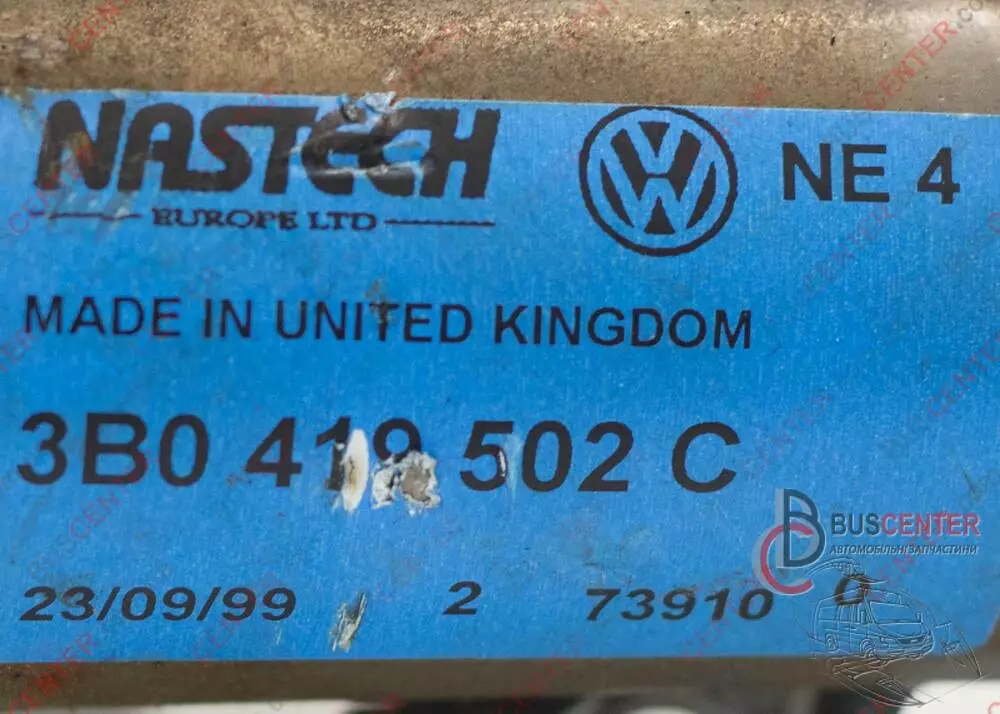 NASTECH
EUROPE LTD
NE 4
MADE IN UNITED KINGDOM
3B0 419 502 C
BUSCENTER
АВТОМОБІЛЬНІ ЗАПЧАСТИНИ
23/09/99 2 73910 0